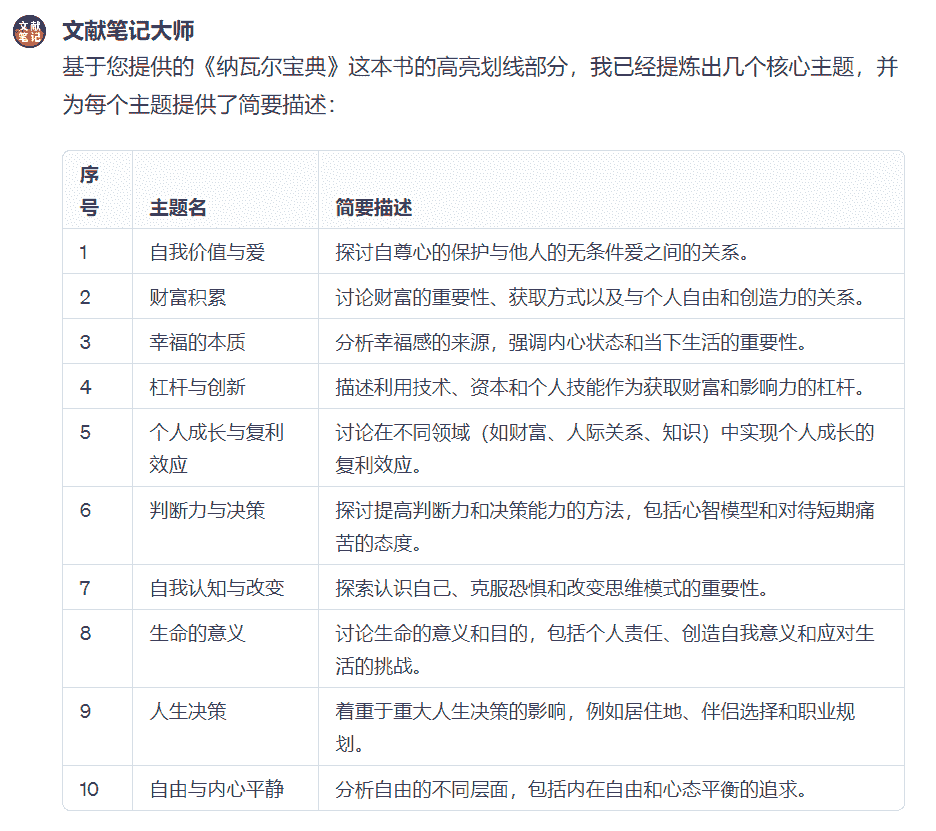 文献
笔记
文献笔记大师
基于您提供的《纳瓦尔宝典》这本书的高亮划线部分，我已经提炼出几个核心主题，并
为每个主题提供了简要描述：
序
号 主题名 简要描述
1 自我价值与爱 探讨自尊心的保护与他人的无条件爱之间的关系。
2 财富积累 讨论财富的重要性、获取方式以及与个人自由和创造力的关系。
3 幸福的本质 分析幸福感的来源，强调内心状态和当下生活的重要性。
4 杠杆与创新 描述利用技术、资本和个人技能作为获取财富和影响力的杠杆。
5 个人成长与复利 讨论在不同领域（如财富、人际关系、知识）中实现个人成长的
效应 复利效应。
6 判断力与决策 探讨提高判断力和决策能力的方法，包括心智模型和对待短期痛
苦的态度。
7 自我认知与改变 探索认识自己、克服恐惧和改变思维模式的重要性。
8 生命的意义 讨论生命的意义和目的，包括个人责任、创造自我意义和应对生
活的挑战。
9 人生决策 着重于重大人生决策的影响，例如居住地、伴侣选择和职业规
划。
10 自由与内心平静 分析自由的不同层面，包括内在自由和心态平衡的追求。